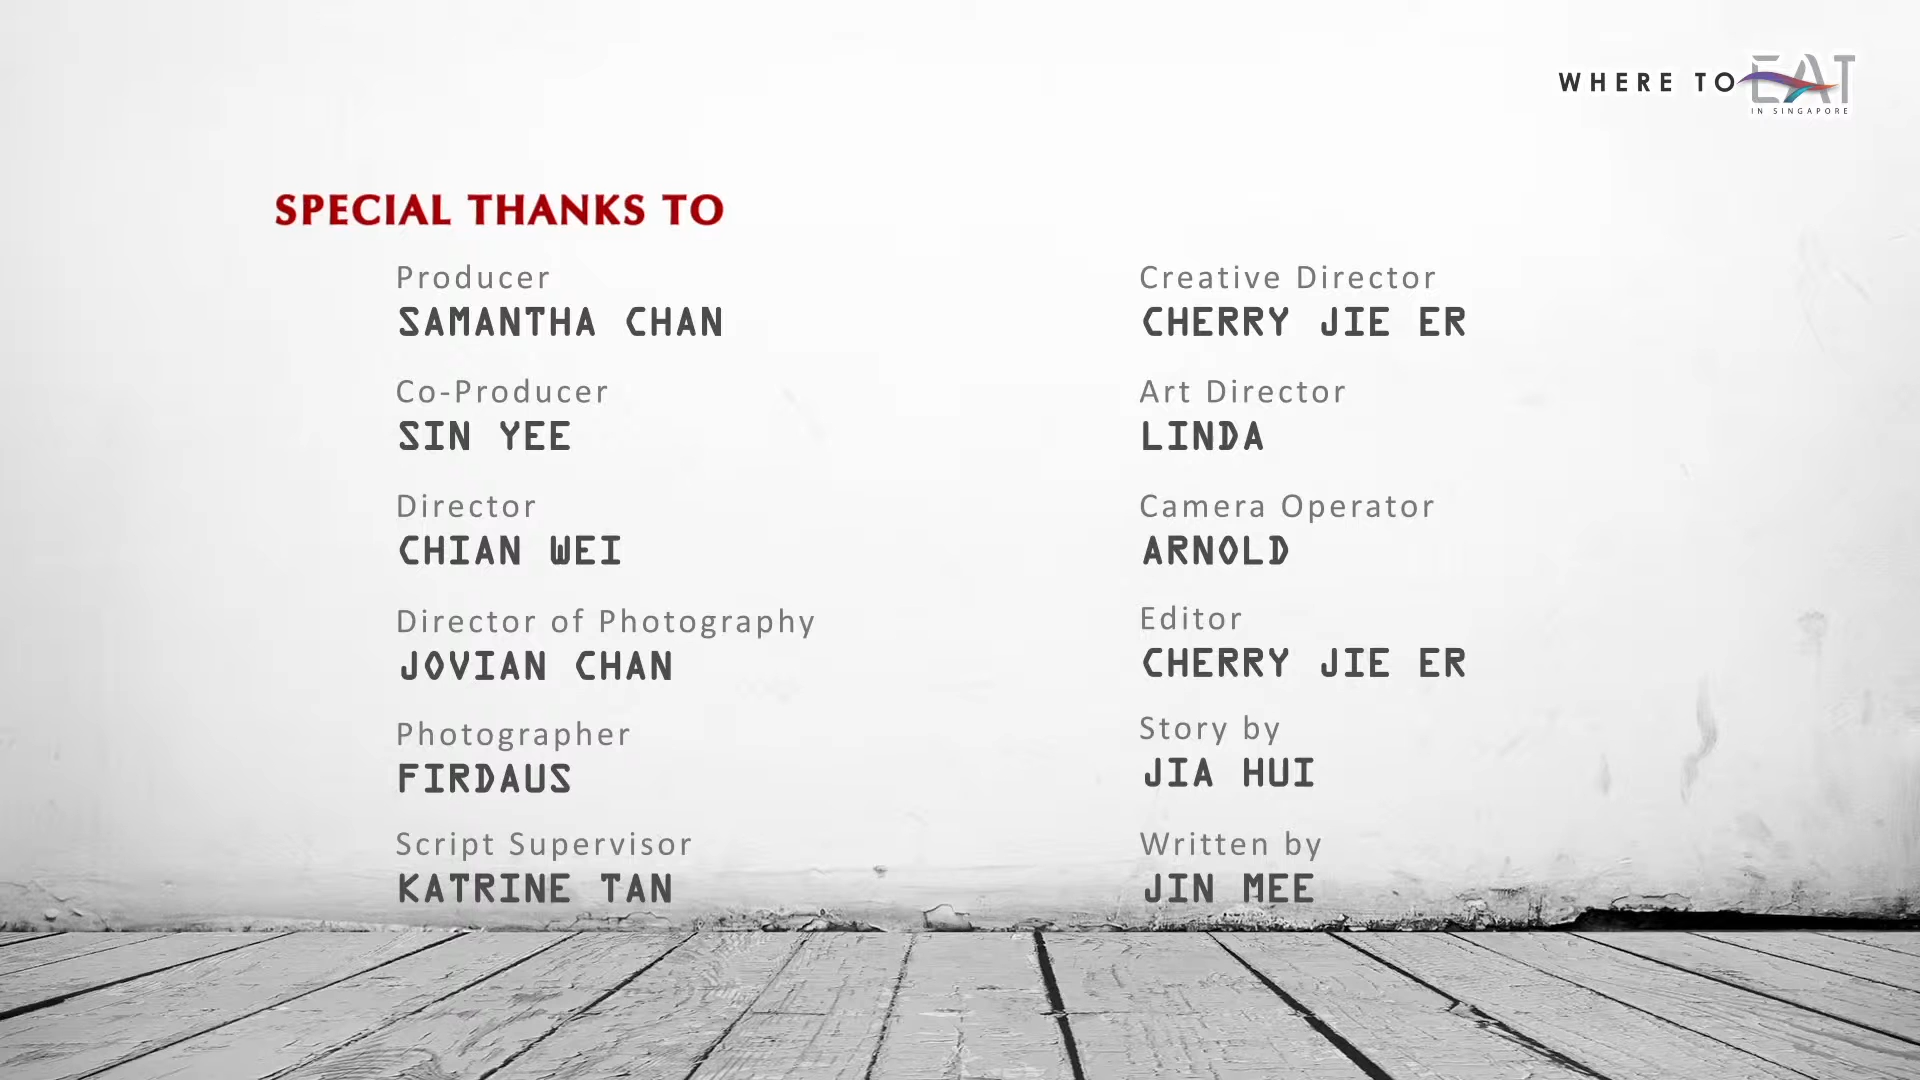 WHERE TO EAT
IN SINGAPORE
SPECIAL THANKS TO
Producer
SAMANTHA CHAN
Co-Producer
SIN YEE
Director
CHIAN WEI
Director of Photography
JOVIAN CHAN
Photographer
FIRDAUS
Script Supervisor
KATRINE TAN
Creative Director
CHERRY JIE ER
Art Director
LINDA
Camera Operator
ARNOLD
Editor
CHERRY JIE ER
Story by
JIA HUI
Written by
JIN MEE